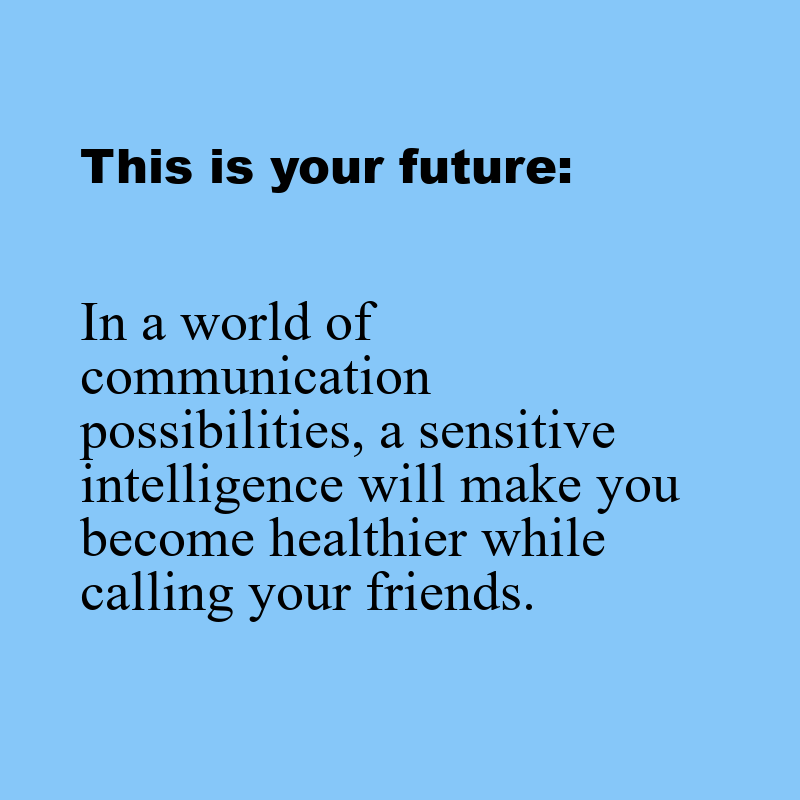 This is your future:
In a world of
communication
possibilities, a sensitive
intelligence will make you
become healthier while
calling your friends.